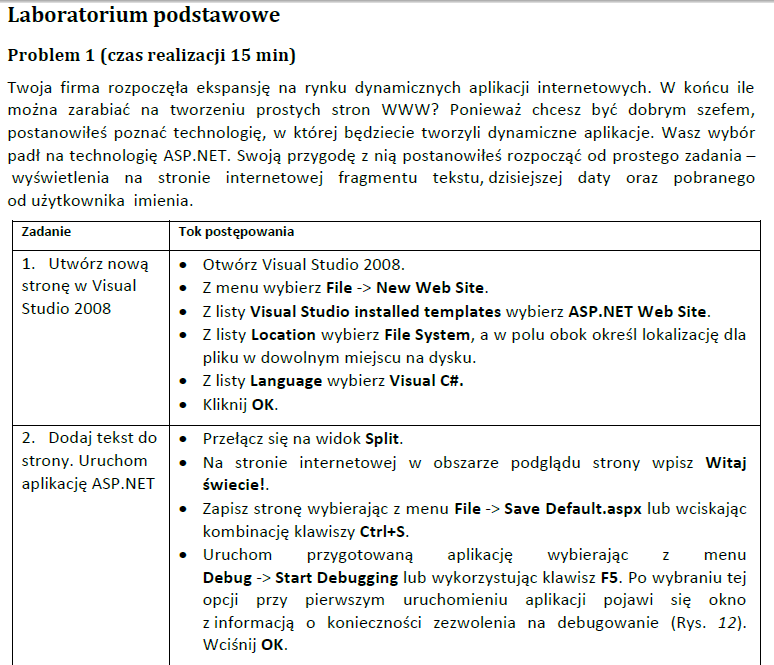 Laboratorium podstawowe
Problem 1 (czas realizacji 15 min)
Twoja firma rozpoczęła ekspansję na rynku dynamicznych aplikacji internetowych. W końcu ile
można zarabiać na tworzeniu prostych stron WWW? Ponieważ chcesz być dobrym szefem,
postanowiłeś poznać technologię, w której będziecie tworzyli dynamiczne aplikacje. Wasz wybór
padł na technologię ASP.NET. Swoją przygodę z nią postanowiłeś rozpocząć od prostego zadania –
wyświetlenia na stronie internetowej fragmentu tekstu, dzisiejszej daty oraz pobranego
od użytkownika imienia.
Zadanie
Tok postępowania
1. Utwórz nową
stronę w Visual
Studio 2008
• Otwórz Visual Studio 2008.
• Z menu wybierz File -> New Web Site.
• Z listy Visual Studio installed templates wybierz ASP.NET Web Site.
• Z listy Location wybierz File System, a w polu obok określ lokalizację dla
pliku w dowolnym miejscu na dysku.
• Z listy Language wybierz Visual C#.
• Kliknij OK.
2. Dodaj tekst do
strony. Uruchom
aplikację ASP.NET
• Przełącz się na widok Split.
• Na stronie internetowej w obszarze podglądu strony wpisz Witaj
świecie!.
• Zapisz stronę wybierając z menu File -> Save Default.aspx lub wciskając
kombinację klawiszy Ctrl+S.
• Uruchom przygotowaną aplikację wybierając z menu
Debug -> Start Debugging lub wykorzystując klawisz F5. Po wybraniu tej
opcji przy pierwszym uruchomieniu aplikacji pojawi się okno
z informacją o konieczności zezwolenia na debugowanie (Rys. 12).
Wciśnij OK.